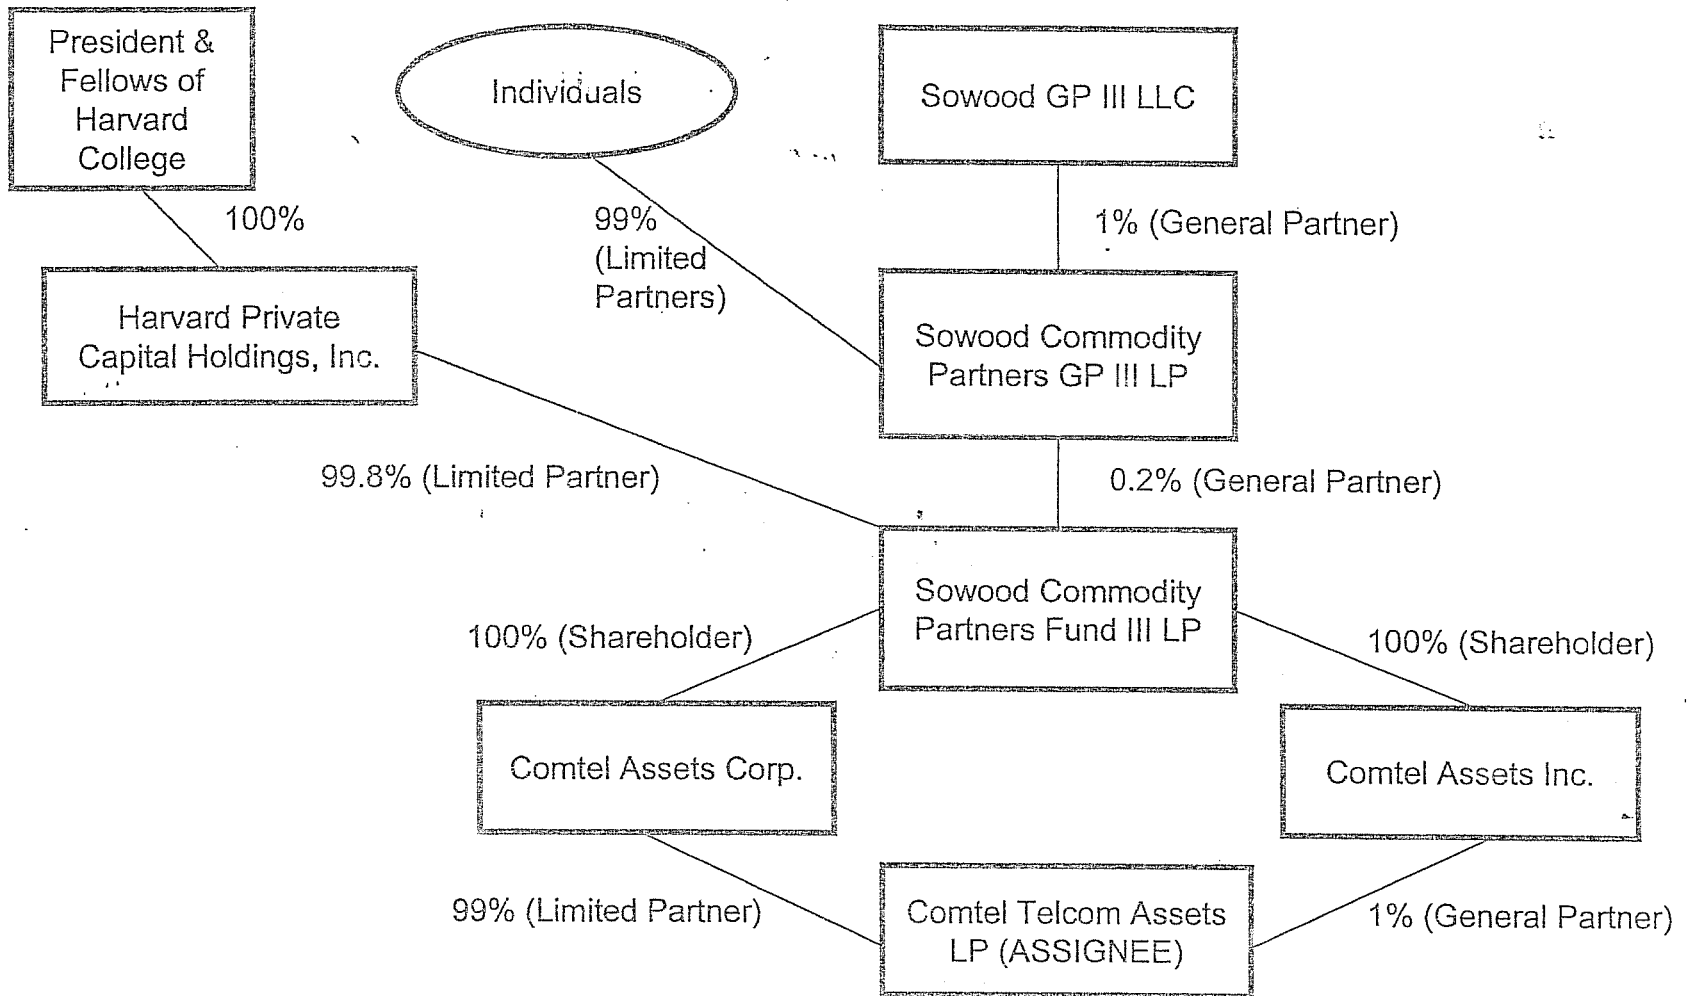 President &
Fellows of
Harvard
College
Individuals
Sowood GP III LLC
100%
99%
(Limited
Partners)
1% (General Partner)
Harvard Private
Capital Holdings, Inc.
Sowood Commodity
Partners GP III LP
99.8% (Limited Partner)
0.2% (General Partner)
Sowood Commodity
Partners Fund III LP
100% (Shareholder)
100% (Shareholder)
Comtel Assets Corp.
Comtel Assets Inc.
99% (Limited Partner)
Comtel Telcom Assets
LP (ASSIGNEE)
1% (General Partner)